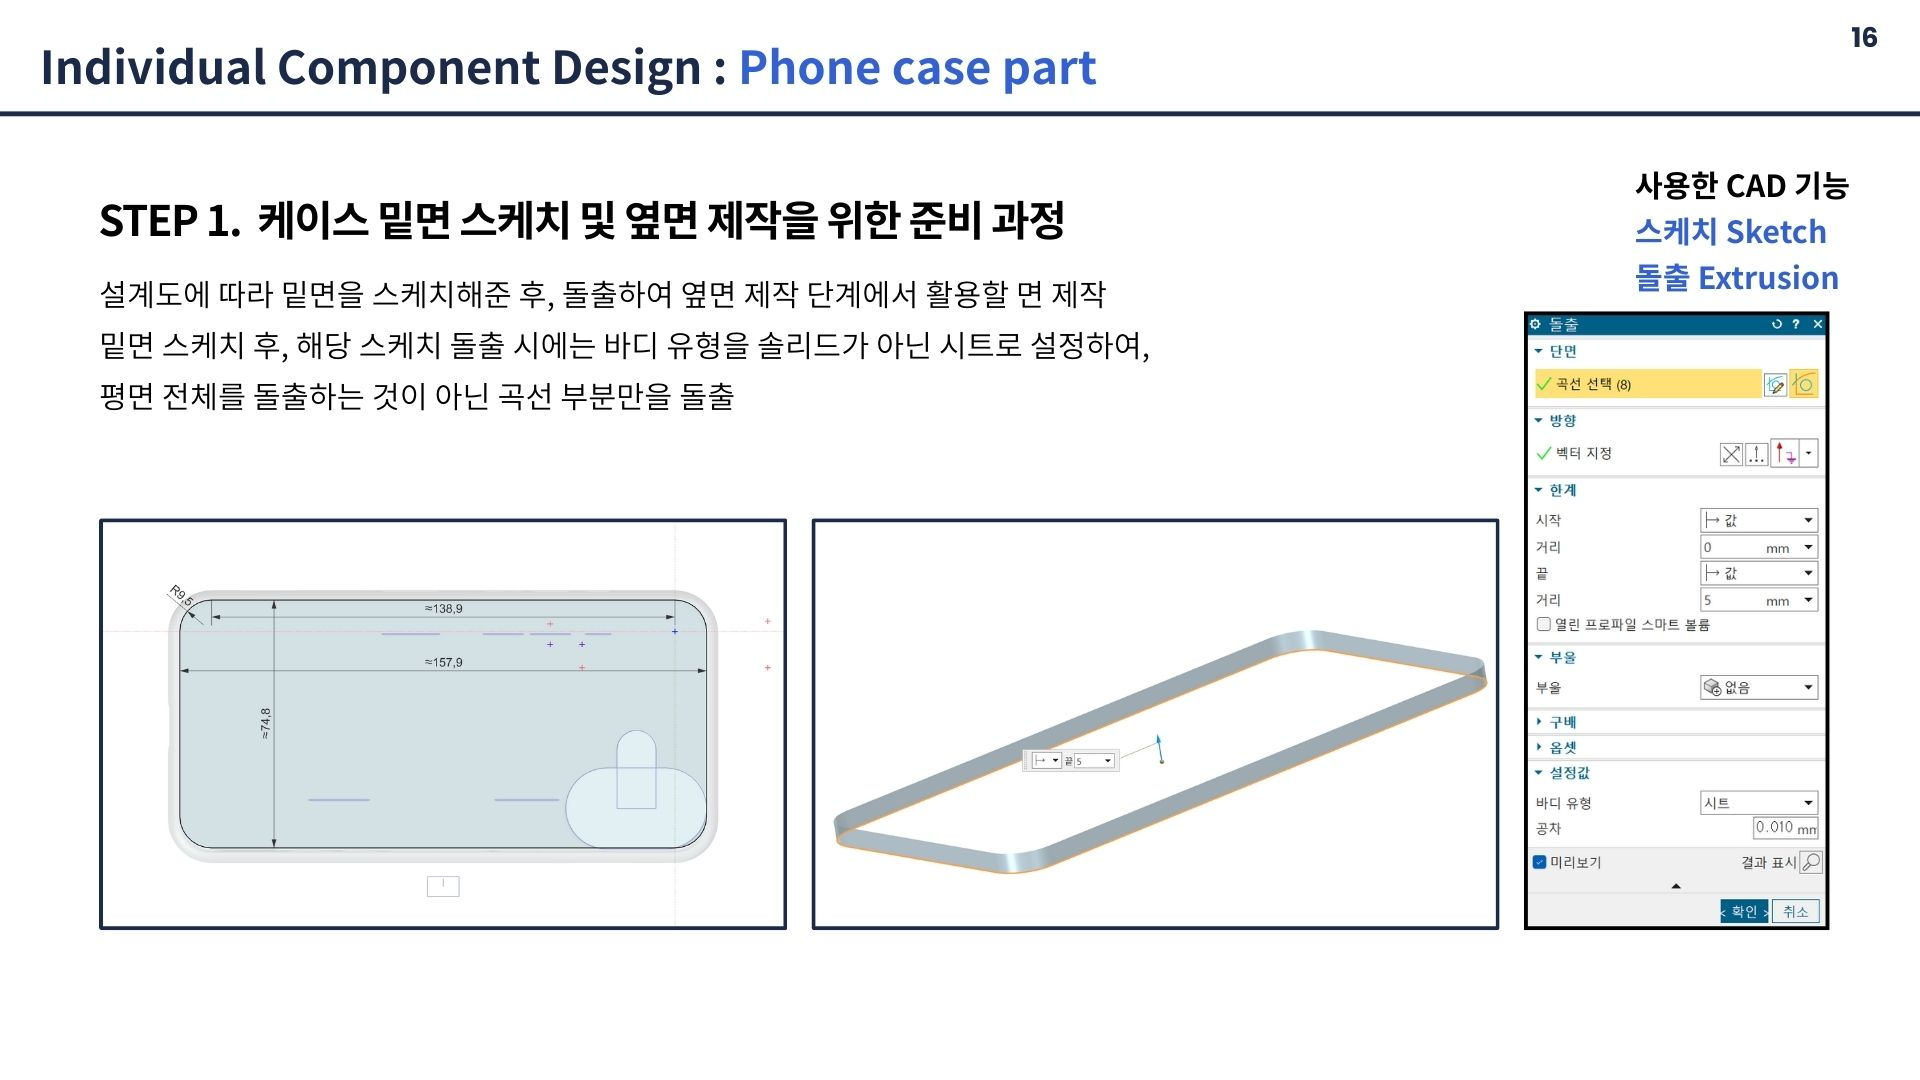 16
Individual Component Design : Phone case part
STEP 1. 케이스 밑면 스케치 및 옆면 제작을 위한 준비 과정
설계도에 따라 밑면을 스케치해준 후, 돌출하여 옆면 제작 단계에서 활용할 면 제작
밑면 스케치 후, 해당 스케치 돌출 시에는 바디 유형을 솔리드가 아닌 시트로 설정하여,
평면 전체를 돌출하는 것이 아닌 곡선 부분만을 돌출
사용한 CAD 기능
스케치 Sketch
돌출 Extrusion
R9,5
≈138,9
≈157,9
≈74,8
끝 5
돌출
단면
곡선 선택 (8)
방향
벡터 지정
한계
시작 값
거리 0 mm
끝 값
거리 5 mm
열린 프로파일 스마트 볼륨
부울
부울 없음
구배
옵셋
설정값
바디 유형 시트
공차 0.010 mm
미리보기 결과 표시
< 확인 > 취소